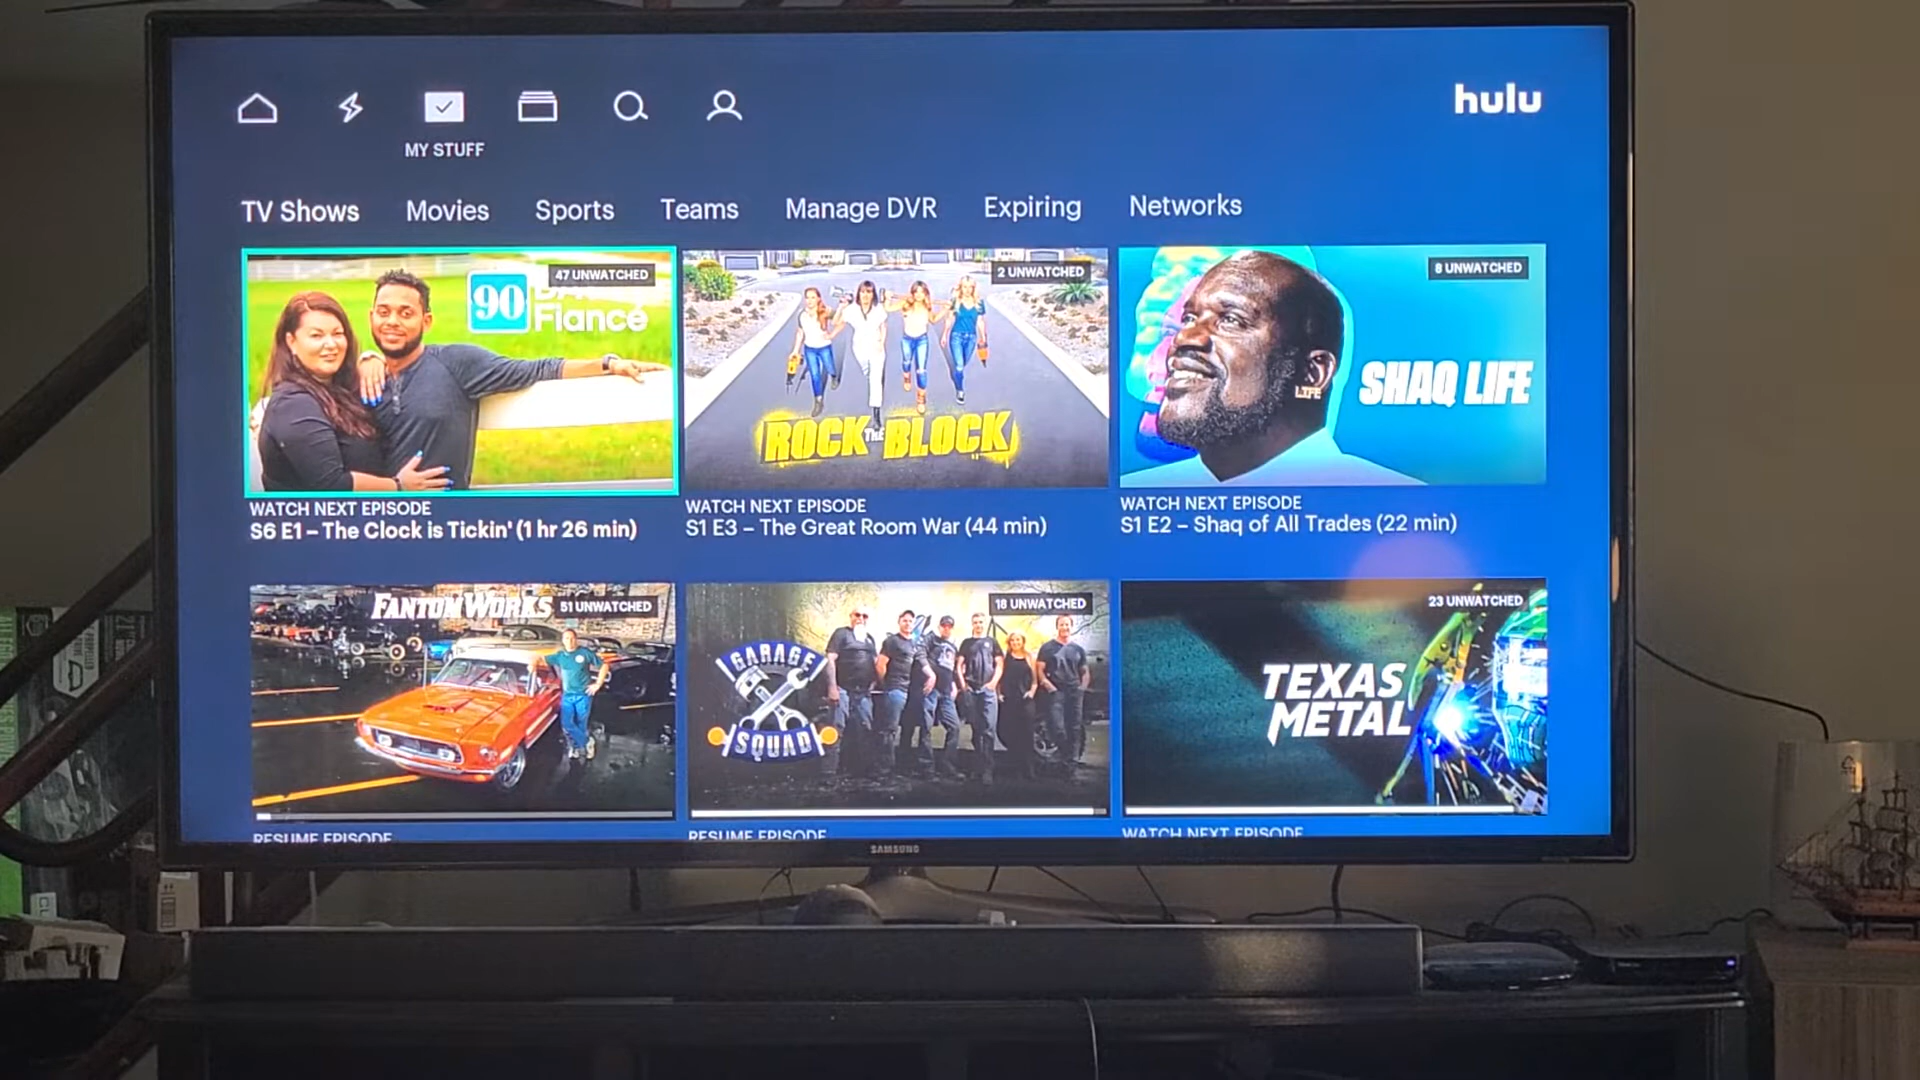 hulu
MY STUFF
TV Shows Movies Sports Teams Manage DVR Expiring Networks
47 UNWATCHED
90
Fiancé
2 UNWATCHED
ROCK THE BLOCK
8 UNWATCHED
LIFE
SHAQ LIFE
WATCH NEXT EPISODE
S6 E1 – The Clock is Tickin' (1 hr 26 min)
WATCH NEXT EPISODE
S1 E3 – The Great Room War (44 min)
WATCH NEXT EPISODE
S1 E2 – Shaq of All Trades (22 min)
FANTOMWORKS
51 UNWATCHED
18 UNWATCHED
GARAGE
SQUAD
23 UNWATCHED
TEXAS
METAL
RESUME EPISODE
RESUME EPISODE
WATCH NEXT EPISODE
SAMSUNG